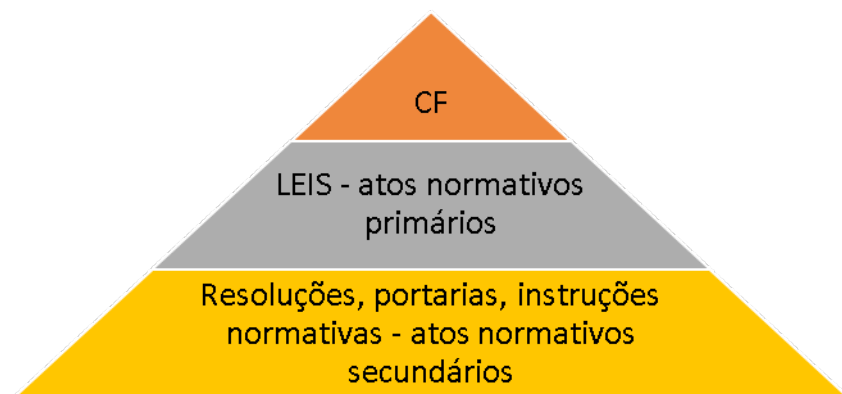 CF
LEIS - atos normativos
primários
Resoluções, portarias, instruções
normativas - atos normativos
secundários